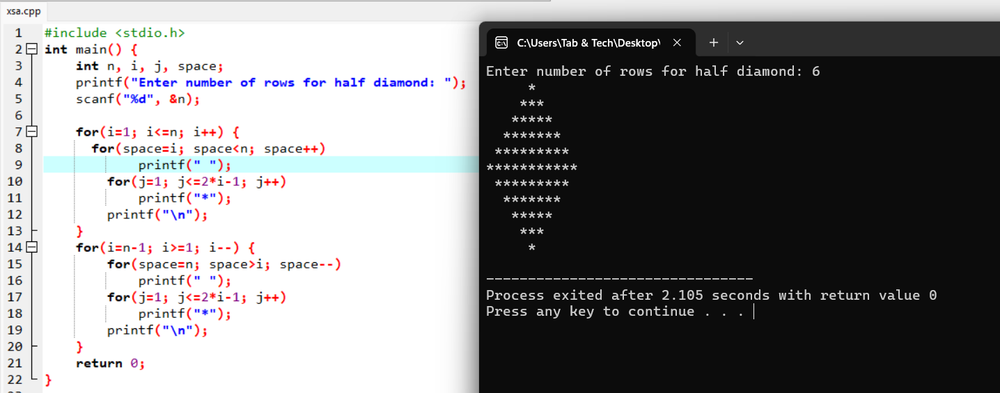 xsa.cpp
1 #include <stdio.h>
2 int main() {
3     int n, i, j, space;
4     printf("Enter number of rows for half diamond: ");
5     scanf("%d", &n);
6
7     for(i=1; i<=n; i++) {
8       for(space=i; space<n; space++)
9             printf(" ");
10         for(j=1; j<=2*i-1; j++)
11             printf("*");
12         printf("\n");
13     }
14     for(i=n-1; i>=1; i--) {
15         for(space=n; space>i; space--)
16             printf(" ");
17         for(j=1; j<=2*i-1; j++)
18             printf("*");
19         printf("\n");
20     }
21     return 0;
22 }
C:\Users\Tab & Tech\Desktop\
Enter number of rows for half diamond: 6
     *
    ***
   *****
  *******
 *********
***********
 *********
  *******
   *****
    ***
     *
--------------------------------
Process exited after 2.105 seconds with return value 0
Press any key to continue . . .